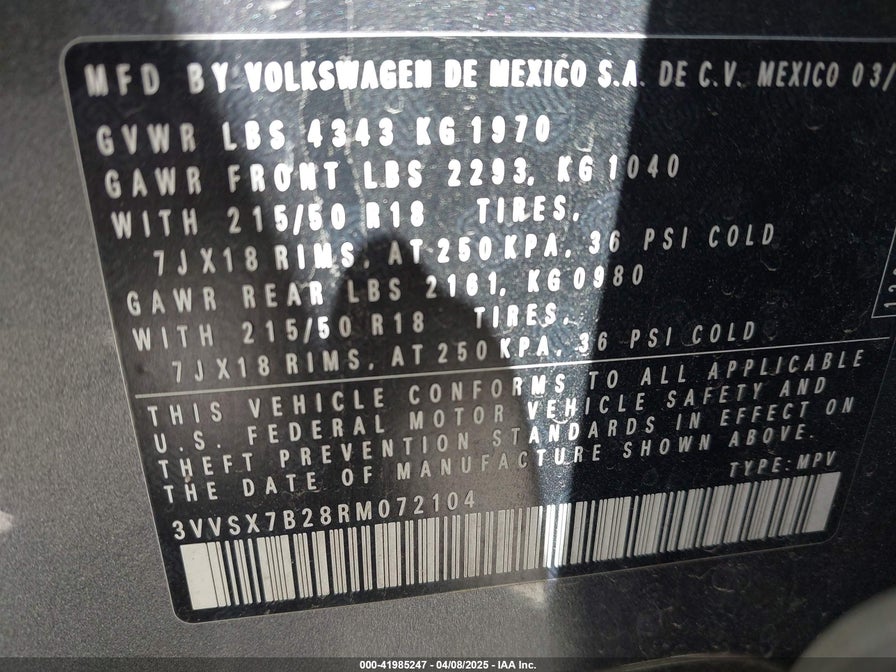 MFD BY VOLKSWAGEN DE MEXICO S.A. DE C.V. MEXICO 03/
GVWR LBS 4343 KG 1970
GAWR FRONT LBS 2293, KG 1040
WITH 215/50 R18 TIRES,
7JX18 RIMS, AT 250 KPA, 36 PSI COLD
GAWR REAR LBS 2161, KG 0980
WITH 215/50 R18 TIRES,
7JX18 RIMS, AT 250 KPA, 36 PSI COLD
THIS VEHICLE CONFORMS TO ALL APPLICABLE
U.S. FEDERAL MOTOR VEHICLE SAFETY AND
THEFT PREVENTION STANDARDS IN EFFECT ON
THE DATE OF MANUFACTURE SHOWN ABOVE.
TYPE: MPV
3VVSX7B28RM072104
000-41985247 - 04/08/2025 - IAA Inc.